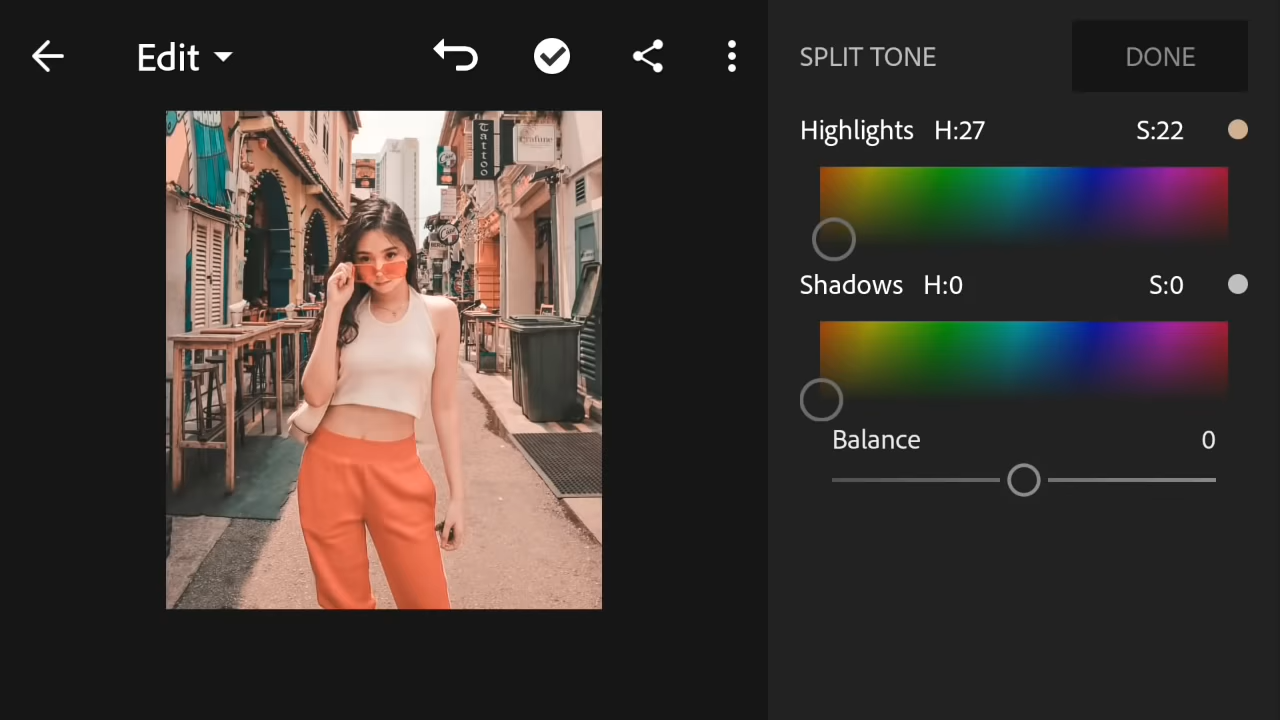 Edit
SPLIT TONE
DONE
Highlights H:27 S:22
Shadows H:0 S:0
Balance 0
Tattoo